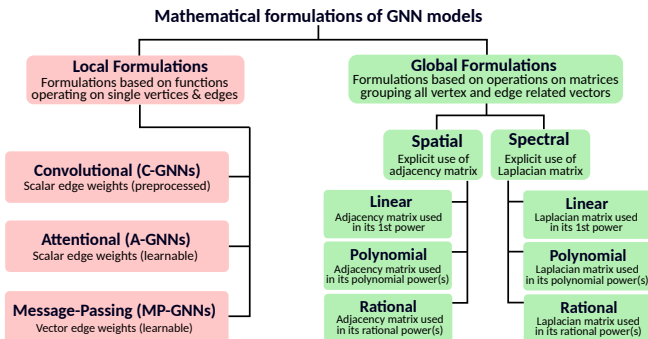 Mathematical formulations of GNN models
Local Formulations
Formulations based on functions
operating on single vertices & edges
Global Formulations
Formulations based on operations on matrices
grouping all vertex and edge related vectors
Convolutional (C-GNNs)
Scalar edge weights (preprocessed)
Attentional (A-GNNs)
Scalar edge weights (learnable)
Message-Passing (MP-GNNs)
Vector edge weights (learnable)
Spatial
Explicit use of
adjacency matrix
Linear
Adjacency matrix used
in its 1st power
Polynomial
Adjacency matrix used
in its polynomial power(s)
Rational
Adjacency matrix used
in its rational power(s)
Spectral
Explicit use of
Laplacian matrix
Linear
Laplacian matrix used
in its 1st power
Polynomial
Laplacian matrix used
in its polynomial power(s)
Rational
Laplacian matrix used
in its rational power(s)